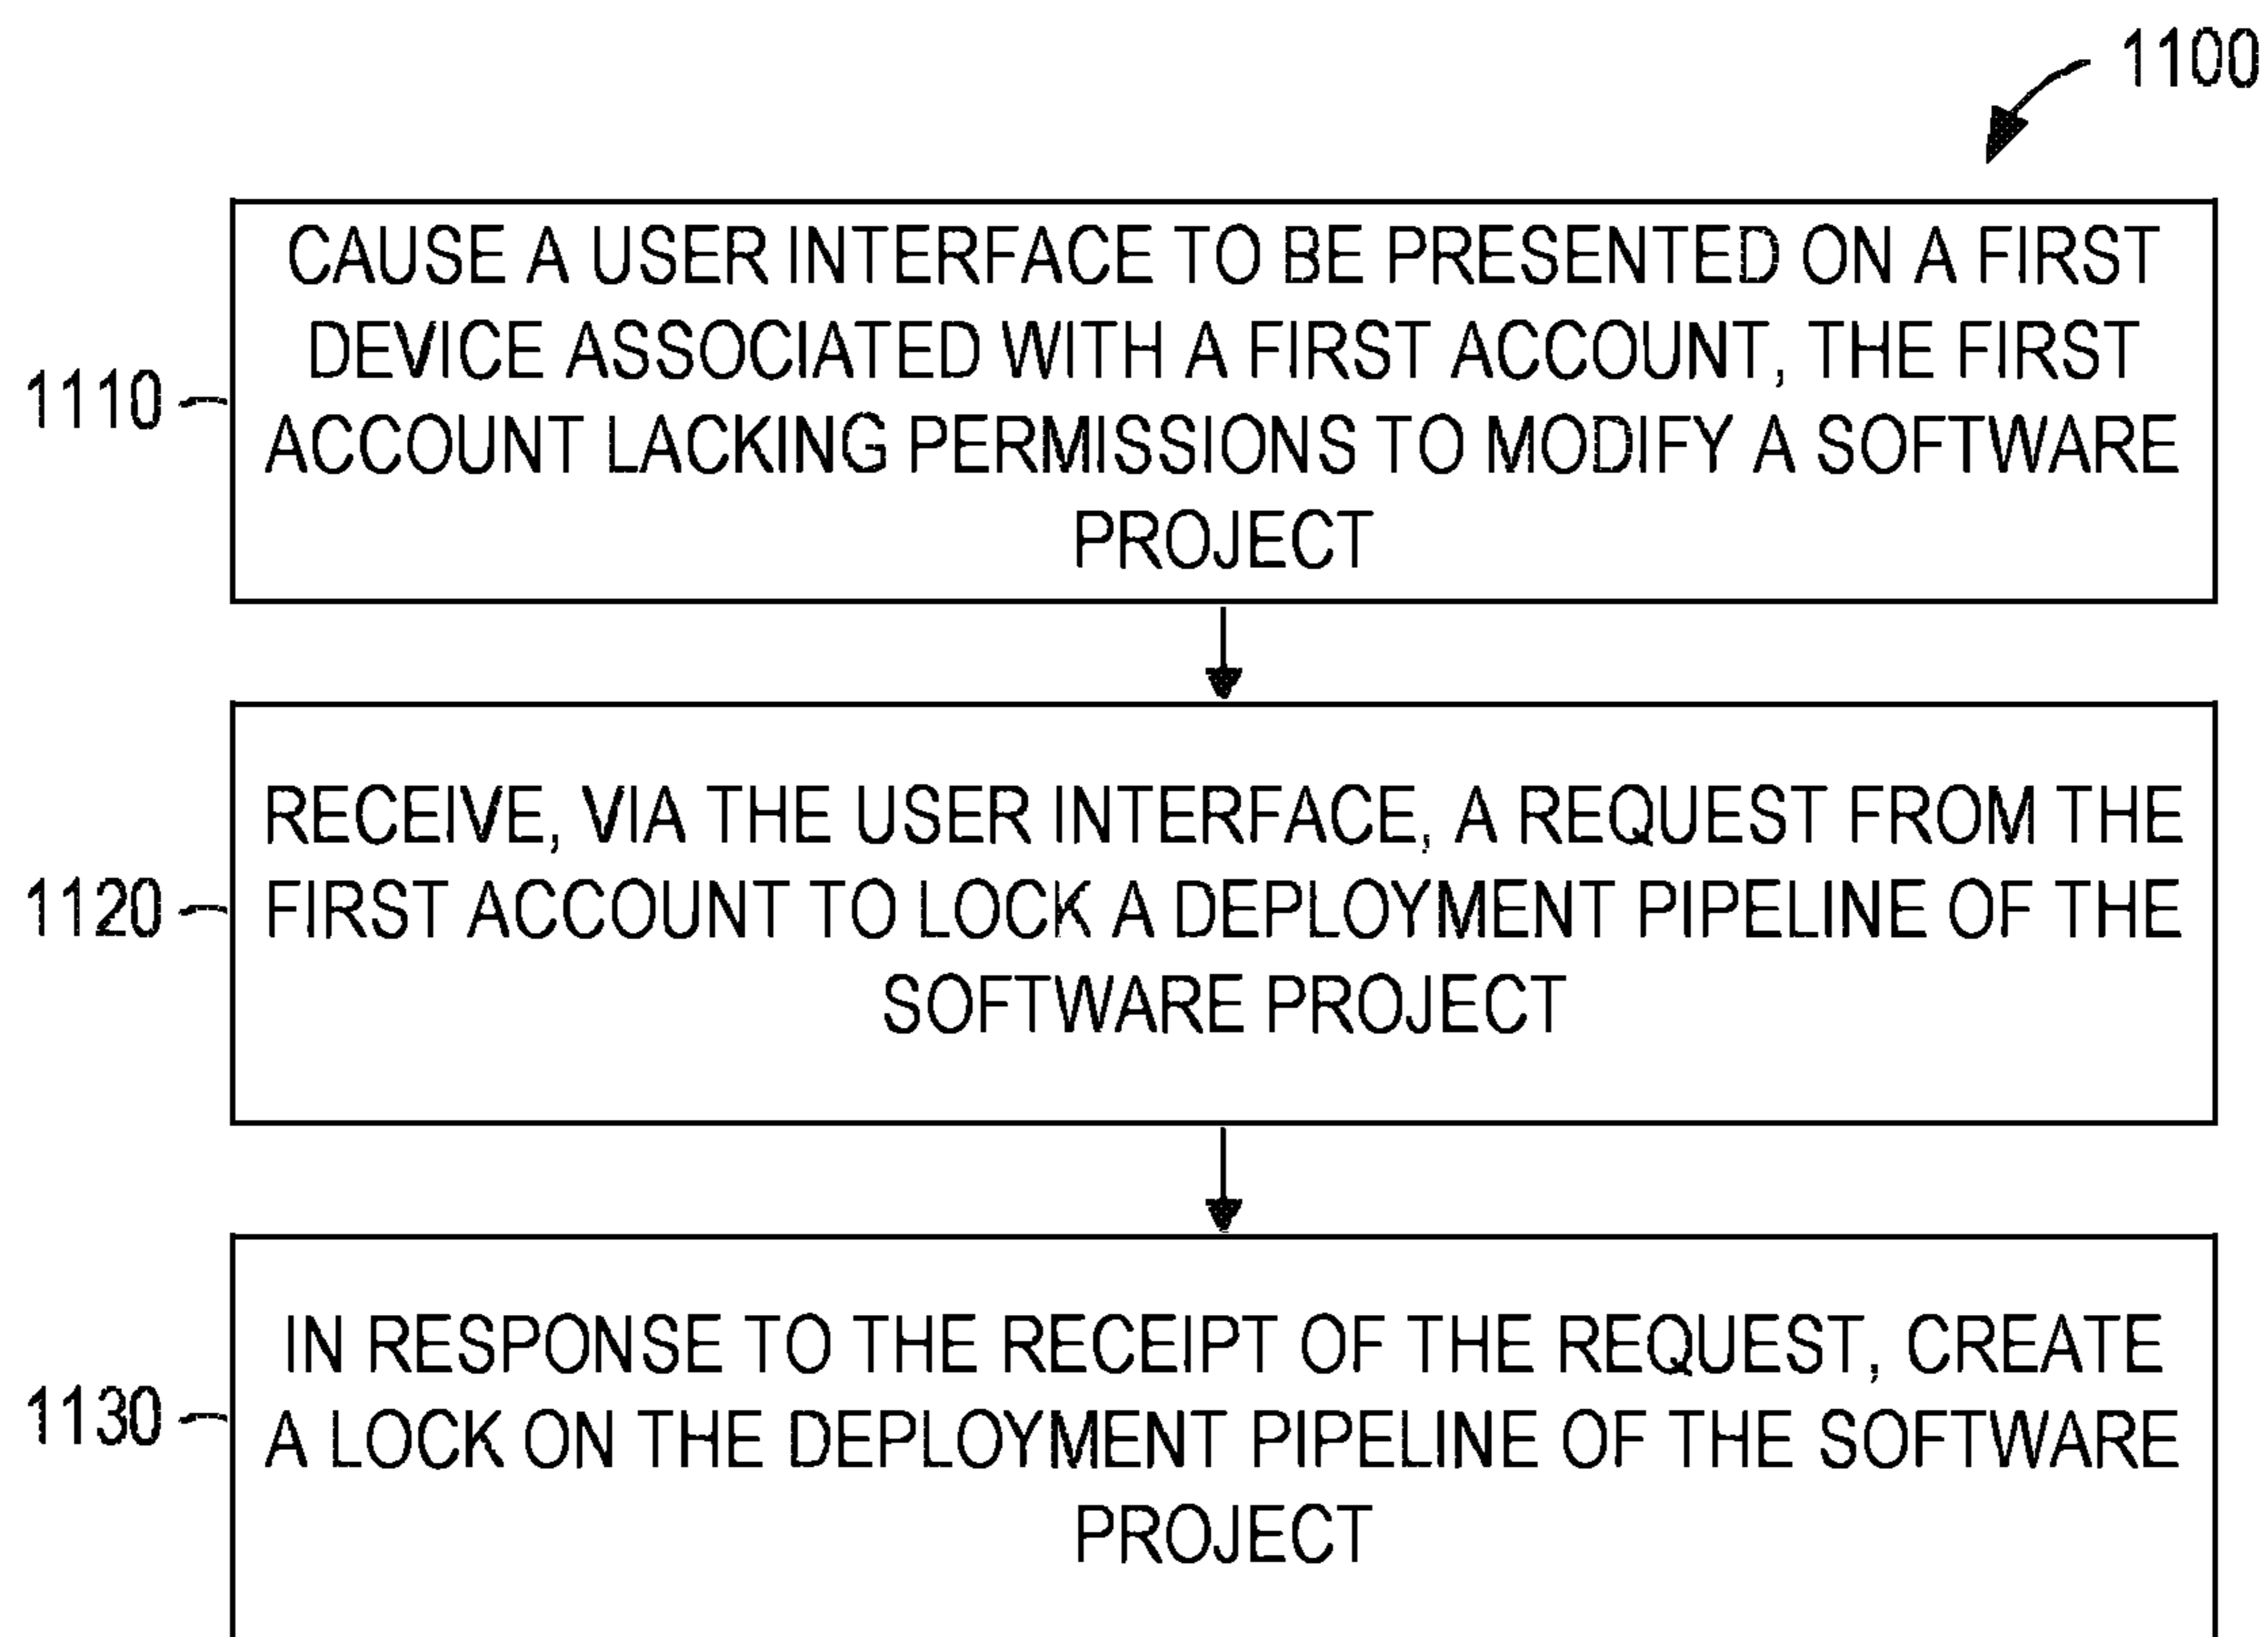 1100
CAUSE A USER INTERFACE TO BE PRESENTED ON A FIRST
DEVICE ASSOCIATED WITH A FIRST ACCOUNT, THE FIRST
1110
ACCOUNT LACKING PERMISSIONS TO MODIFY A SOFTWARE
PROJECT
RECEIVE, VIA THE USER INTERFACE, A REQUEST FROM THE
1120
FIRST ACCOUNT TO LOCK A DEPLOYMENT PIPELINE OF THE
SOFTWARE PROJECT
IN RESPONSE TO THE RECEIPT OF THE REQUEST, CREATE
1130
A LOCK ON THE DEPLOYMENT PIPELINE OF THE SOFTWARE
PROJECT